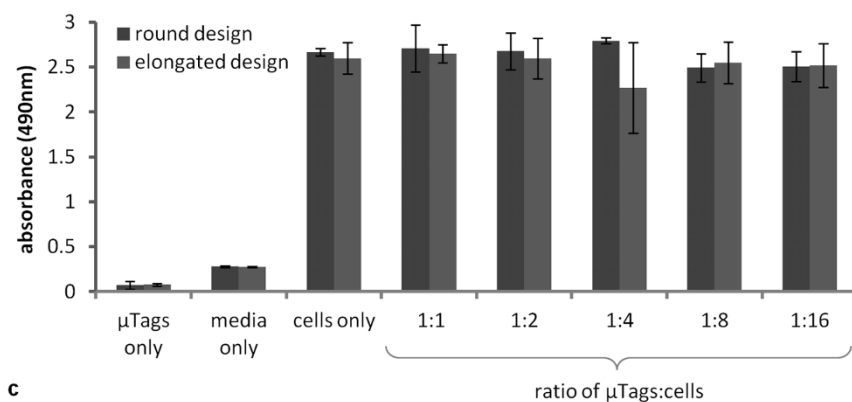 3
round design
elongated design
2.5
2
1.5
1
0.5
0
absorbance (490nm)
µTags only
media only
cells only
1:1
1:2
1:4
1:8
1:16
ratio of µTags:cells
c